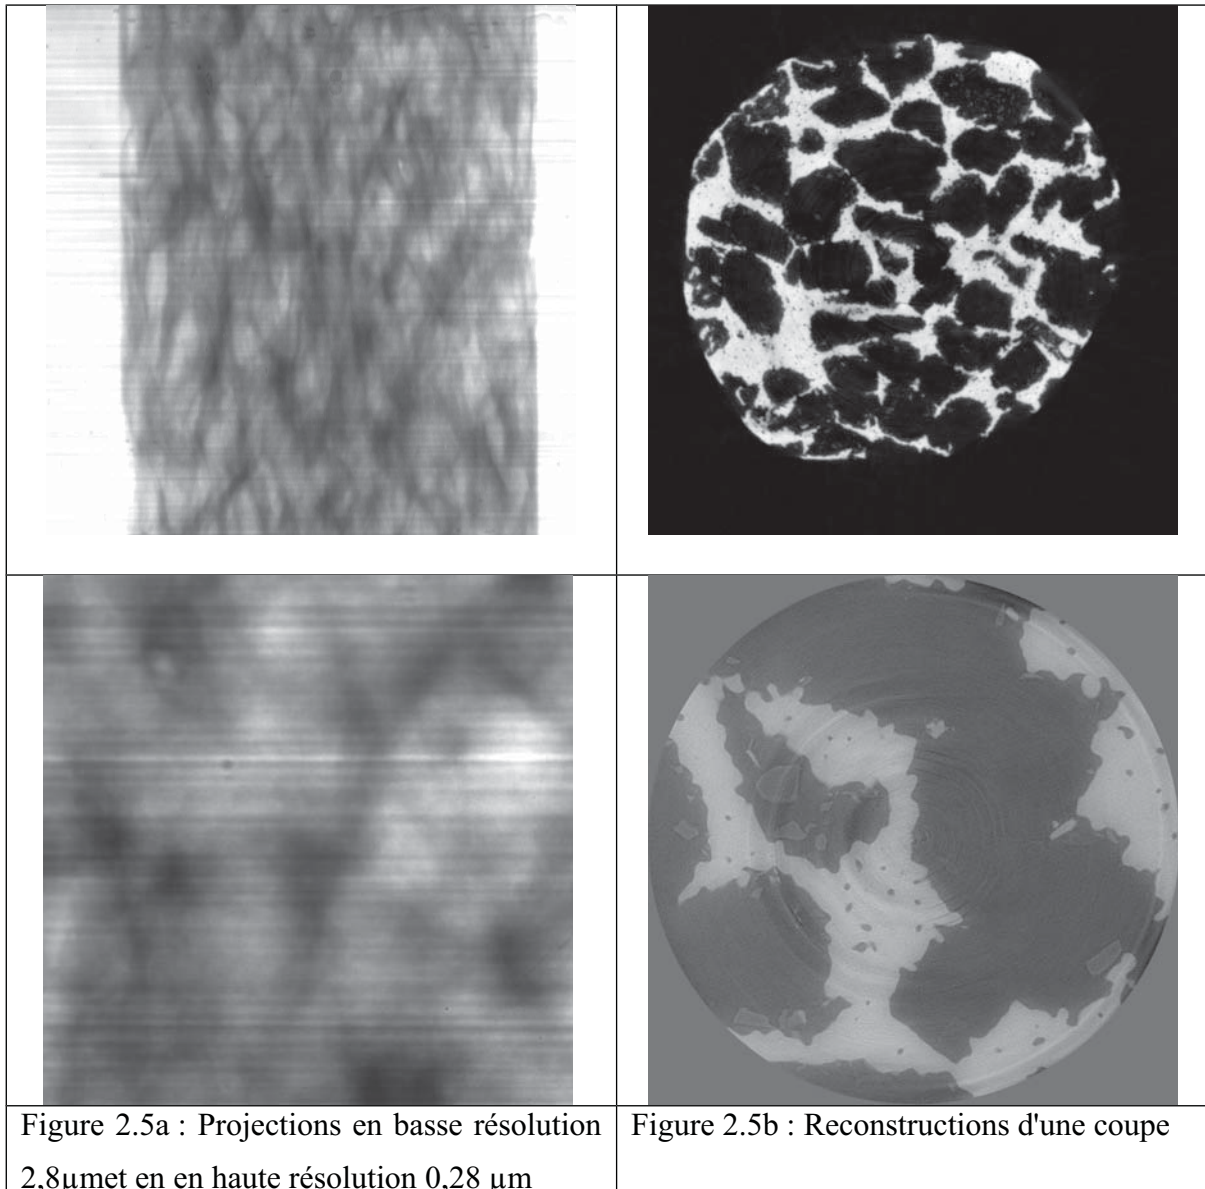 Figure 2.5a : Projections en basse résolution
2,8µmet en en haute résolution 0,28 µm
Figure 2.5b : Reconstructions d'une coupe